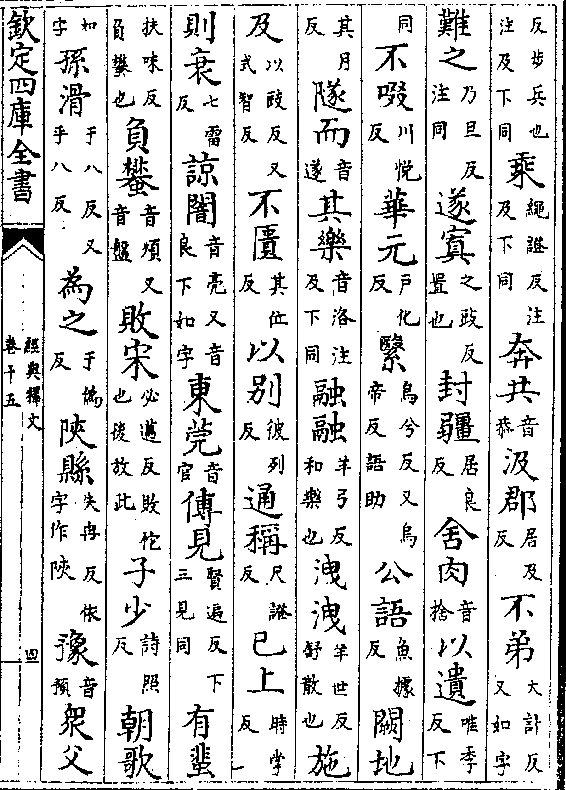 反步兵也注及下同乘繩證反注及下同奔共音恭汲郡居及反不弟大計反又如字
難之乃旦反注同遂寘之豉反置也封疆居良反舍肉音捨以遺唯季反下
同不啜川悅反華元戶化反繄烏兮反又烏帝反語助公語魚據反闕地
其月反隧而音遂其樂音洛注及下同融融羊弓反和樂也洩洩羊世反舒散也施
及以豉反又式智反不匱其位反以别彼列反通稱尺證反已上時掌反
則衰七雷反諒闇音亮又音良下如字東莞音官傅見賢遍反下三見同有蜚
扶味反負蠜也負蠜音煩又音盤敗宋必邁反敗佗也後放此子少詩照反朝歌
如字孫滑于八反又乎八反為之于偽反陝縣失冉反依字作陜豫音預衆父
欽定四庫全書
經典釋文
卷十五
四